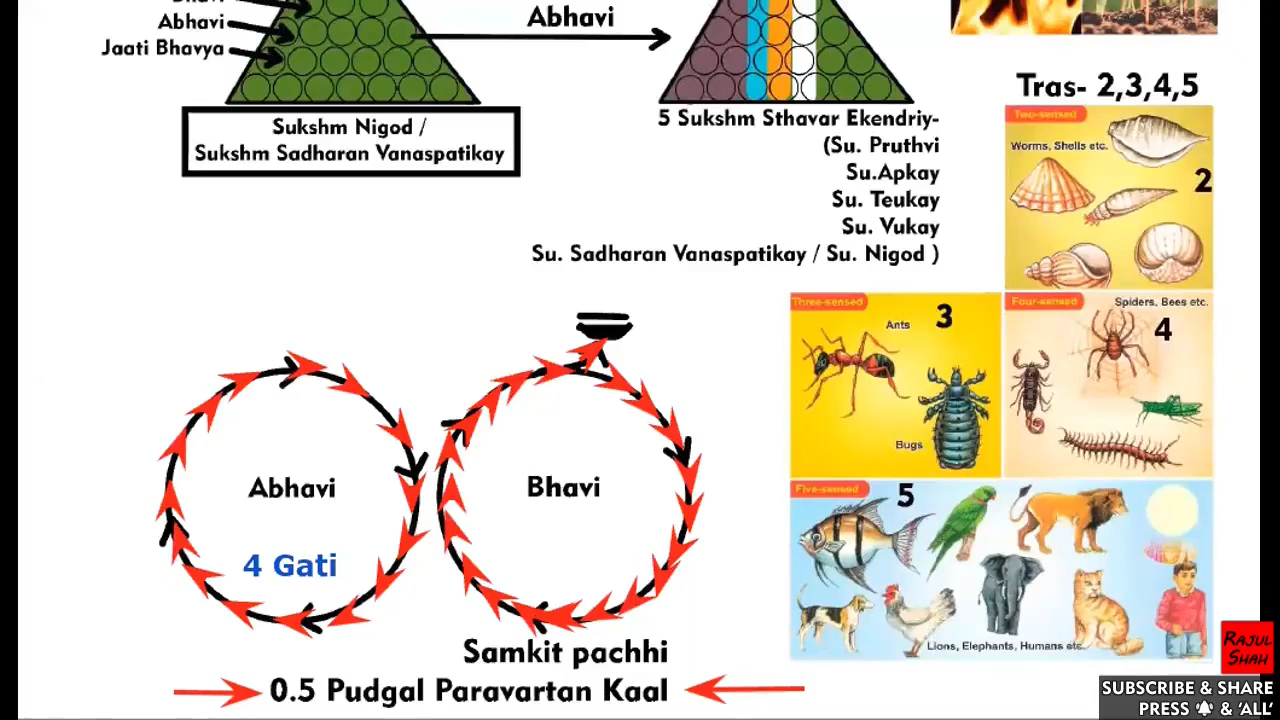 Bhavi
Abhavi
Jaati Bhavya
Sukshm Nigod /
Sukshm Sadharan Vanaspatikay
Abhavi
5 Sukshm Sthavar Ekendriy-
(Su. Pruthvi
Su.Apkay
Su. Teukay
Su. Vukay
Su. Sadharan Vanaspatikay / Su. Nigod )
Tras- 2,3,4,5
Two-sensed
Worms, Shells etc.
2
Three-sensed
Ants
3
Bugs
Four-sensed
Spiders, Bees etc.
4
Five-sensed
5
Lions, Elephants, Humans etc.
Abhavi
4 Gati
Bhavi
Samkit pachhi
0.5 Pudgal Paravartan Kaal
RAJUL
SHAH
SUBSCRIBE & SHARE
PRESS & 'ALL'